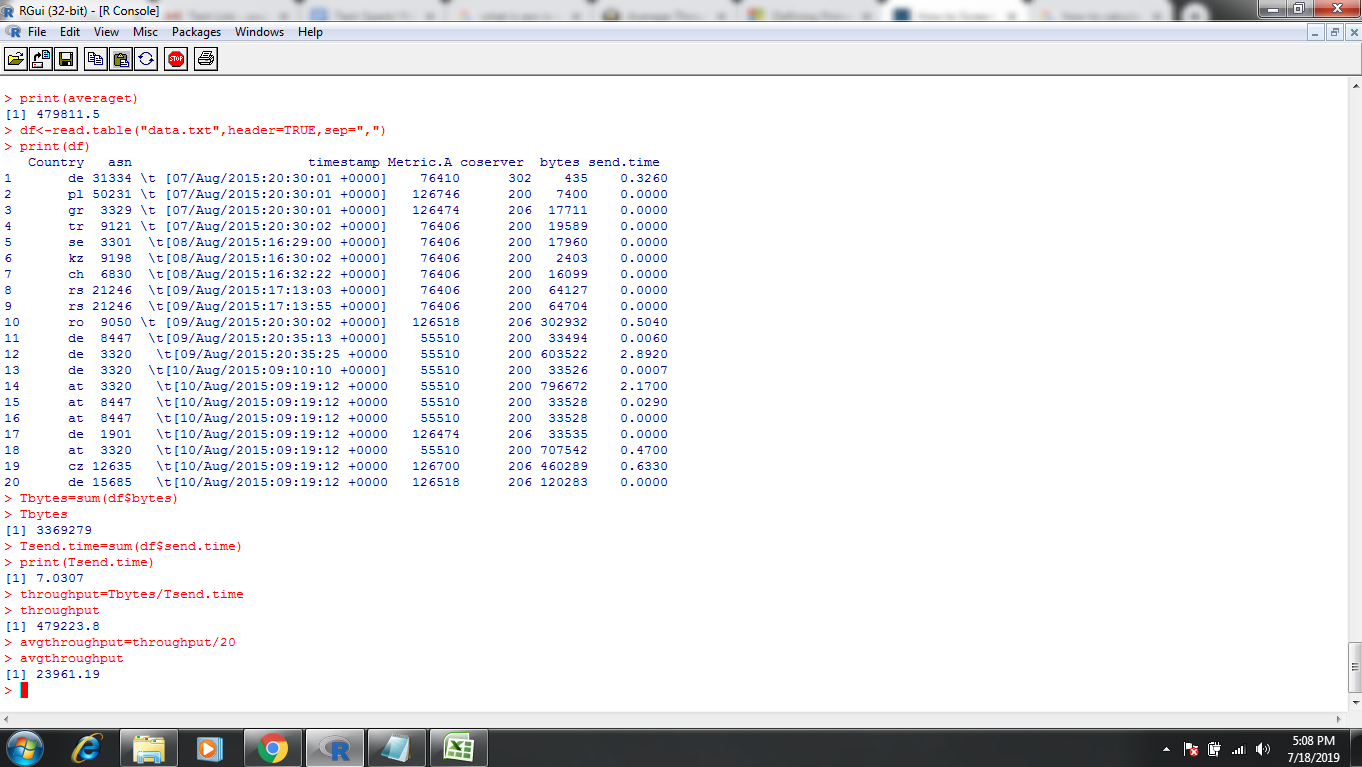 RGui (32-bit) - [R Console]
File Edit View Misc Packages Windows Help
STOP
> print(averaget)
[1] 479811.5
> df<-read.table("data.txt",header=TRUE,sep=",")
> print(df)
Country asn timestamp Metric.A coserver bytes send.time
1 de 31334 \t [07/Aug/2015:20:30:01 +0000] 76410 302 435 0.3260
2 pl 50231 \t [07/Aug/2015:20:30:01 +0000] 126746 200 7400 0.0000
3 gr 3329 \t [07/Aug/2015:20:30:01 +0000] 126474 206 17711 0.0000
4 tr 9121 \t [07/Aug/2015:20:30:02 +0000] 76406 200 19589 0.0000
5 se 3301 \t[08/Aug/2015:16:29:00 +0000] 76406 200 17960 0.0000
6 kz 9198 \t[08/Aug/2015:16:30:02 +0000] 76406 200 2403 0.0000
7 ch 6830 \t[08/Aug/2015:16:32:22 +0000] 76406 200 16099 0.0000
8 rs 21246 \t[09/Aug/2015:17:13:03 +0000] 76406 200 64127 0.0000
9 rs 21246 \t[09/Aug/2015:17:13:55 +0000] 76406 200 64704 0.0000
10 ro 9050 \t [09/Aug/2015:20:30:02 +0000] 126518 206 302932 0.5040
11 de 8447 \t[09/Aug/2015:20:35:13 +0000] 55510 200 33494 0.0060
12 de 3320 \t[09/Aug/2015:20:35:25 +0000 55510 200 603522 2.8920
13 de 3320 \t[10/Aug/2015:09:10:10 +0000] 55510 200 33526 0.0007
14 at 3320 \t[10/Aug/2015:09:19:12 +0000 55510 200 796672 2.1700
15 at 8447 \t[10/Aug/2015:09:19:12 +0000 55510 200 33528 0.0290
16 at 8447 \t[10/Aug/2015:09:19:12 +0000 55510 200 33528 0.0000
17 de 1901 \t[10/Aug/2015:09:19:12 +0000 126474 206 33535 0.0000
18 at 3320 \t[10/Aug/2015:09:19:12 +0000 55510 200 707542 0.4700
19 cz 12635 \t[10/Aug/2015:09:19:12 +0000 126700 206 460289 0.6330
20 de 15685 \t[10/Aug/2015:09:19:12 +0000 126518 206 120283 0.0000
> Tbytes=sum(df$bytes)
> Tbytes
[1] 3369279
> Tsend.time=sum(df$send.time)
> print(Tsend.time)
[1] 7.0307
> throughput=Tbytes/Tsend.time
> throughput
[1] 479223.8
> avgthroughput=throughput/20
> avgthroughput
[1] 23961.19
>
5:08 PM
7/18/2019